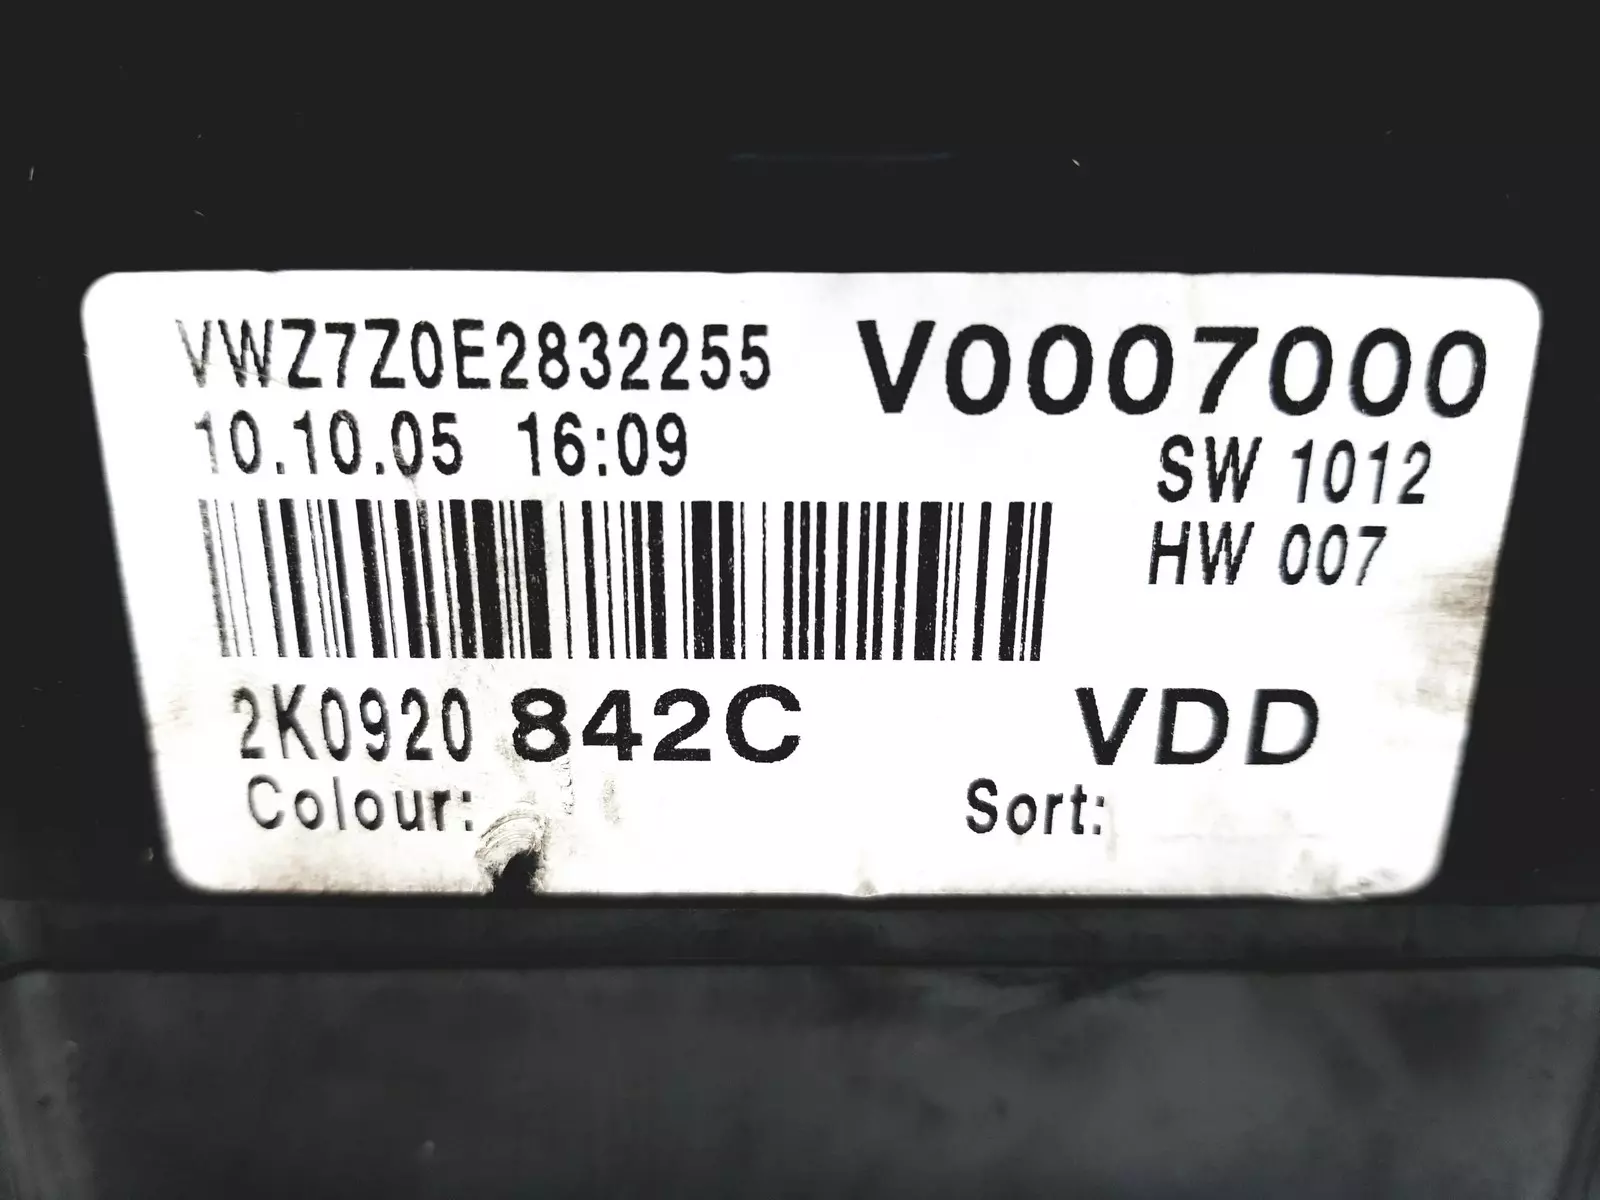 VWZ7Z0E2832255 V0007000
10.10.05 16:09 SW 1012
HW 007
2K0920 842C VDD
Colour: Sort: